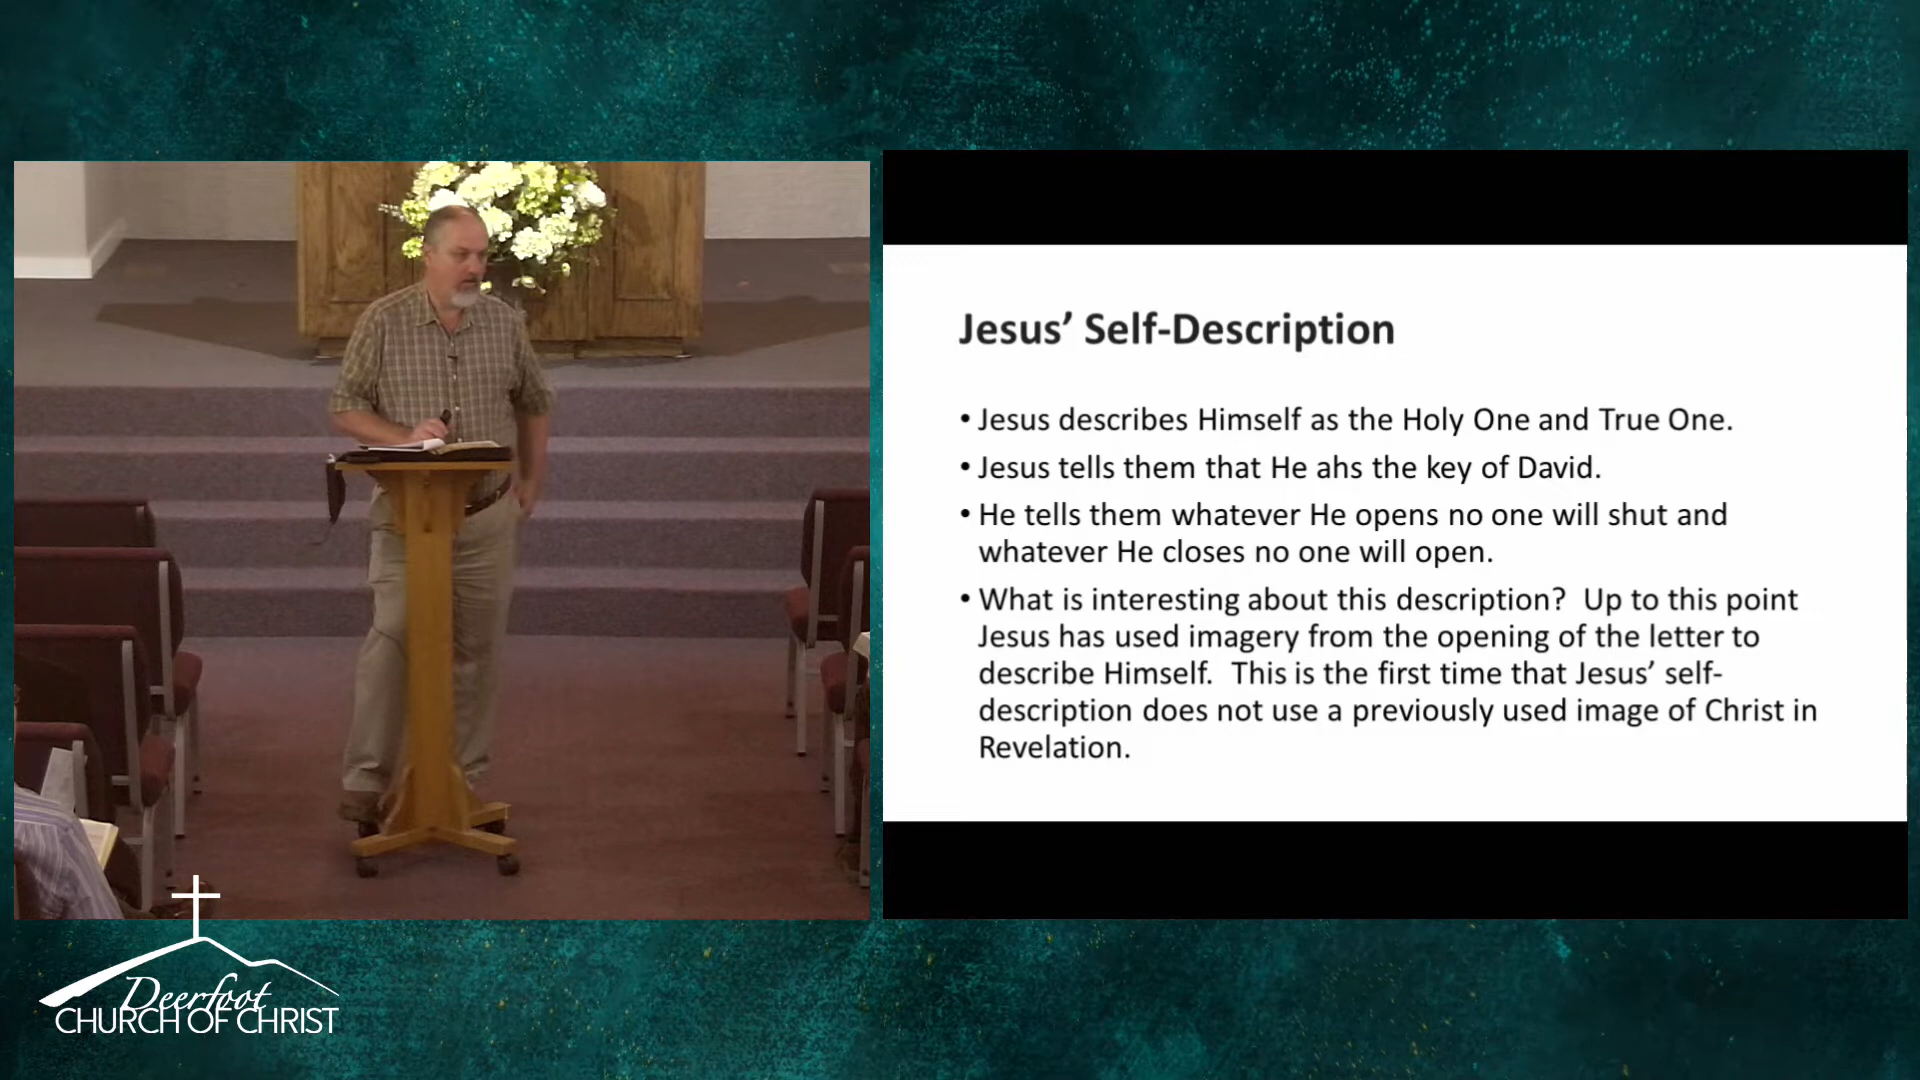 Jesus’ Self-Description
• Jesus describes Himself as the Holy One and True One.
• Jesus tells them that He ahs the key of David.
• He tells them whatever He opens no one will shut and
whatever He closes no one will open.
• What is interesting about this description?  Up to this point
Jesus has used imagery from the opening of the letter to
describe Himself.  This is the first time that Jesus’ self-
description does not use a previously used image of Christ in
Revelation.
Deerfoot
CHURCH OF CHRIST